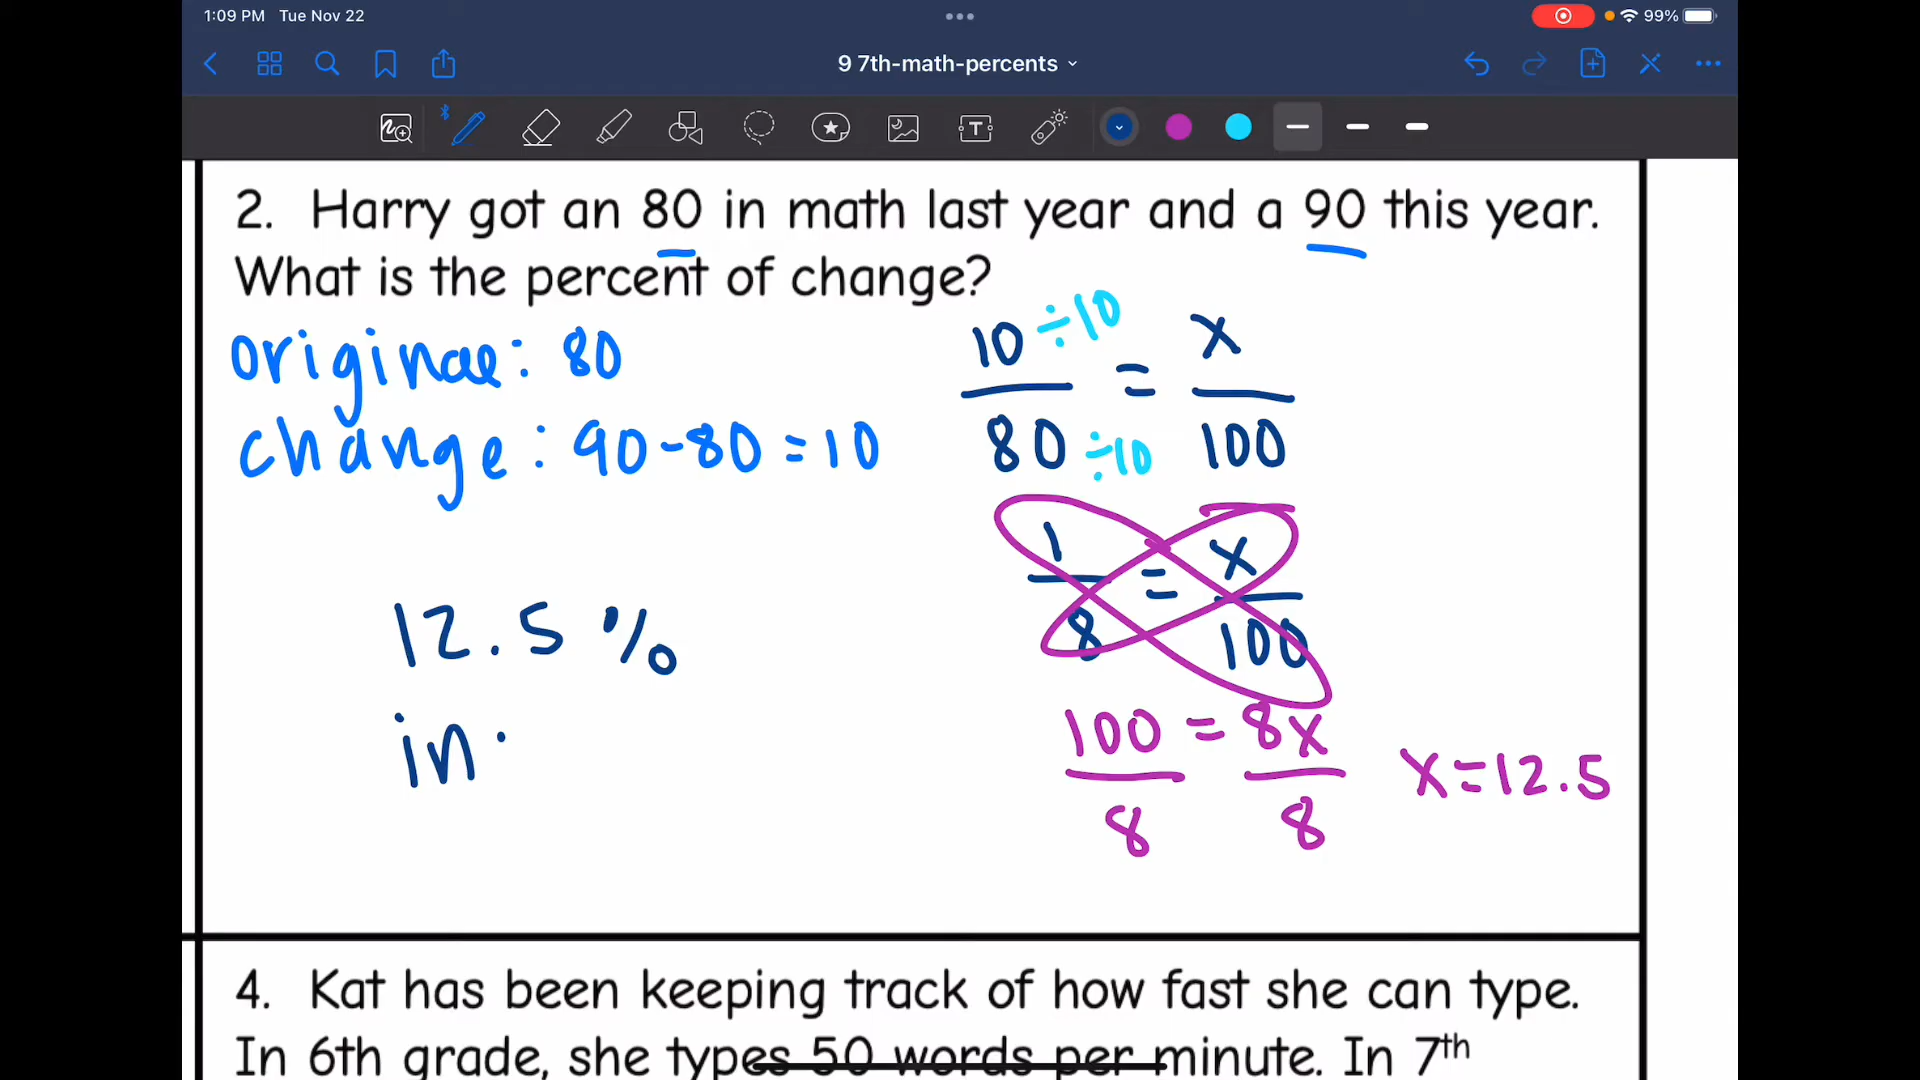 1:09 PM Tue Nov 22
99%
9 7th-math-percents
T
2. Harry got an 80 in math last year and a 90 this year.
What is the percent of change?
original: 80
change: 90-80=10
10 ÷10 = x
80 ÷10 100
1 = x
8 100
12.5 %
in
100 = 8x
8 8
x=12.5
4. Kat has been keeping track of how fast she can type.
In 6th grade, she types 50 words per minute. In 7th